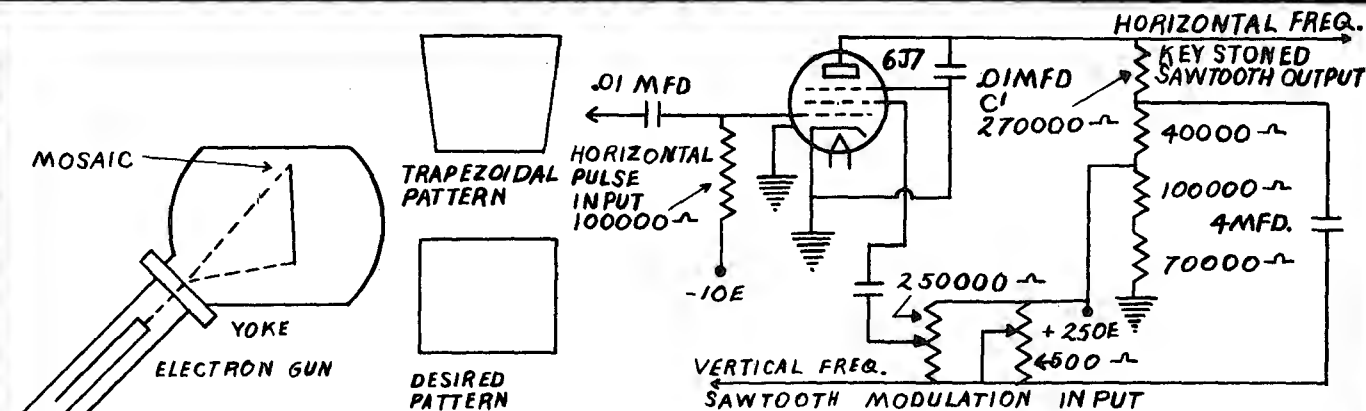 MOSAIC
YOKE
ELECTRON GUN
TRAPEZOIDAL
PATTERN
DESIRED
PATTERN
.01 MFD
HORIZONTAL
PULSE
INPUT
100000 Ω
-10E
6J7
.01MFD
C'
270000 Ω
HORIZONTAL FREQ.
KEY STONED
SAWTOOTH OUTPUT
40000 Ω
100000 Ω
4MFD.
70000 Ω
250000 Ω
+250E
500 Ω
VERTICAL FREQ.
SAWTOOTH MODULATION INPUT